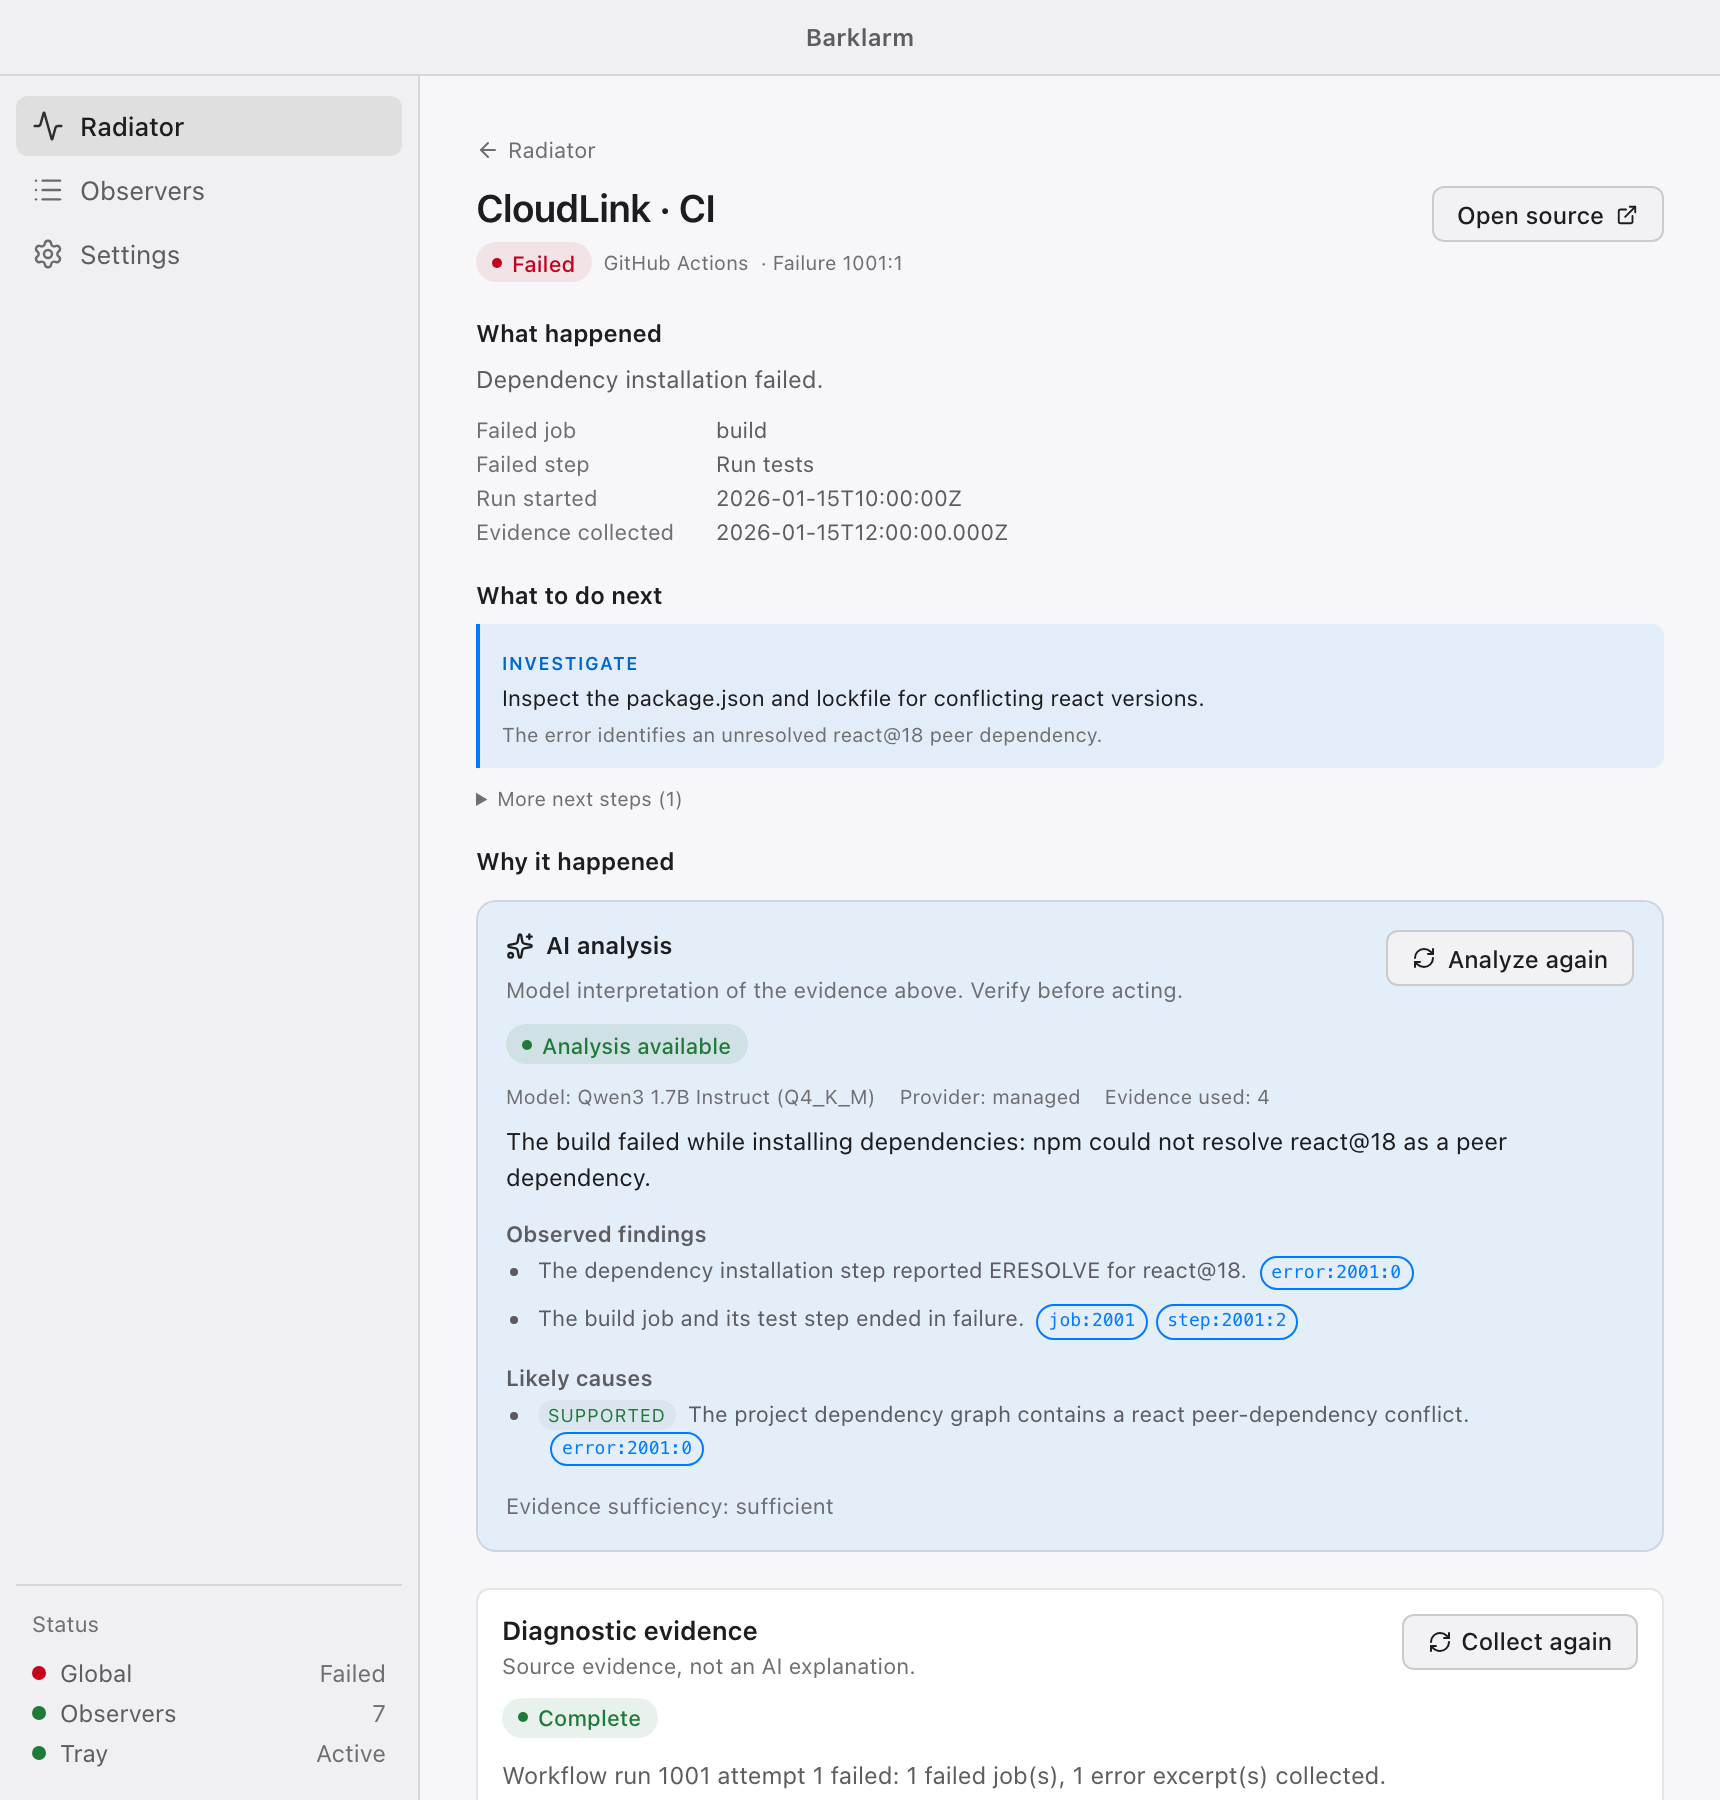 Barklarm
Radiator
Observers
Settings
Status
Global Failed
Observers 7
Tray Active
← Radiator
CloudLink · CI
Open source
Failed GitHub Actions · Failure 1001:1
What happened
Dependency installation failed.
Failed job build
Failed step Run tests
Run started 2026-01-15T10:00:00Z
Evidence collected 2026-01-15T12:00:00.000Z
What to do next
INVESTIGATE
Inspect the package.json and lockfile for conflicting react versions.
The error identifies an unresolved react@18 peer dependency.
More next steps (1)
Why it happened
AI analysis
Analyze again
Model interpretation of the evidence above. Verify before acting.
Analysis available
Model: Qwen3 1.7B Instruct (Q4_K_M) Provider: managed Evidence used: 4
The build failed while installing dependencies: npm could not resolve react@18 as a peer
dependency.
Observed findings
• The dependency installation step reported ERESOLVE for react@18. error:2001:0
• The build job and its test step ended in failure. job:2001 step:2001:2
Likely causes
• SUPPORTED The project dependency graph contains a react peer-dependency conflict.
error:2001:0
Evidence sufficiency: sufficient
Diagnostic evidence
Collect again
Source evidence, not an AI explanation.
Complete
Workflow run 1001 attempt 1 failed: 1 failed job(s), 1 error excerpt(s) collected.